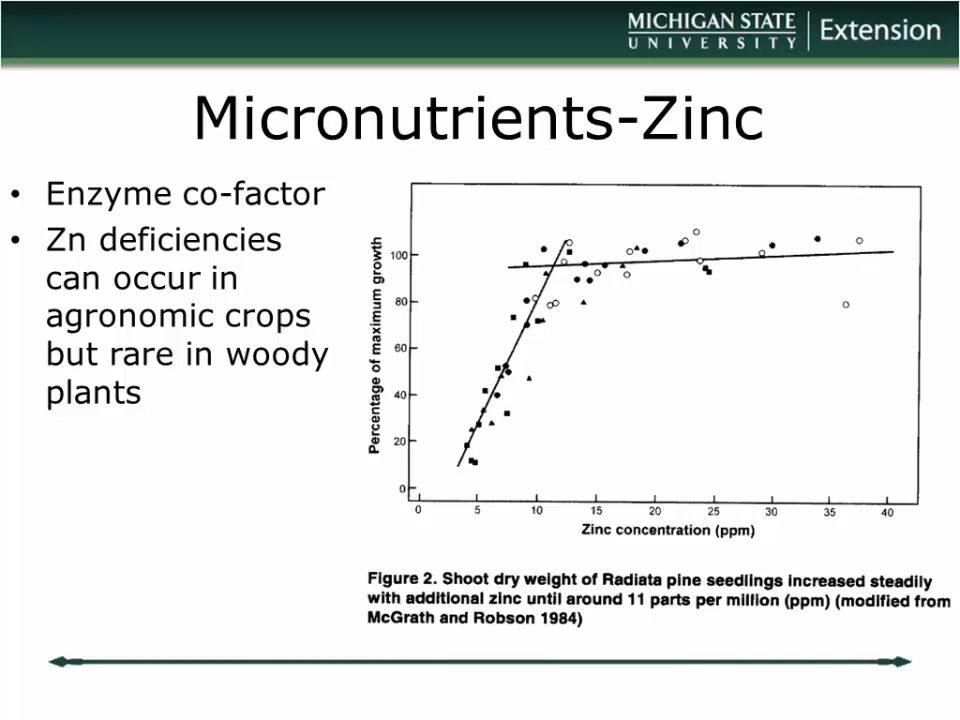 MICHIGAN STATE
UNIVERSITY
Extension
Micronutrients-Zinc
• Enzyme co-factor
• Zn deficiencies
can occur in
agronomic crops
but rare in woody
plants
Percentage of maximum growth
100
80
60
40
20
0
0 5 10 15 20 25 30 35 40
Zinc concentration (ppm)
Figure 2. Shoot dry weight of Radiata pine seedlings increased steadily
with additional zinc until around 11 parts per million (ppm) (modified from
McGrath and Robson 1984)